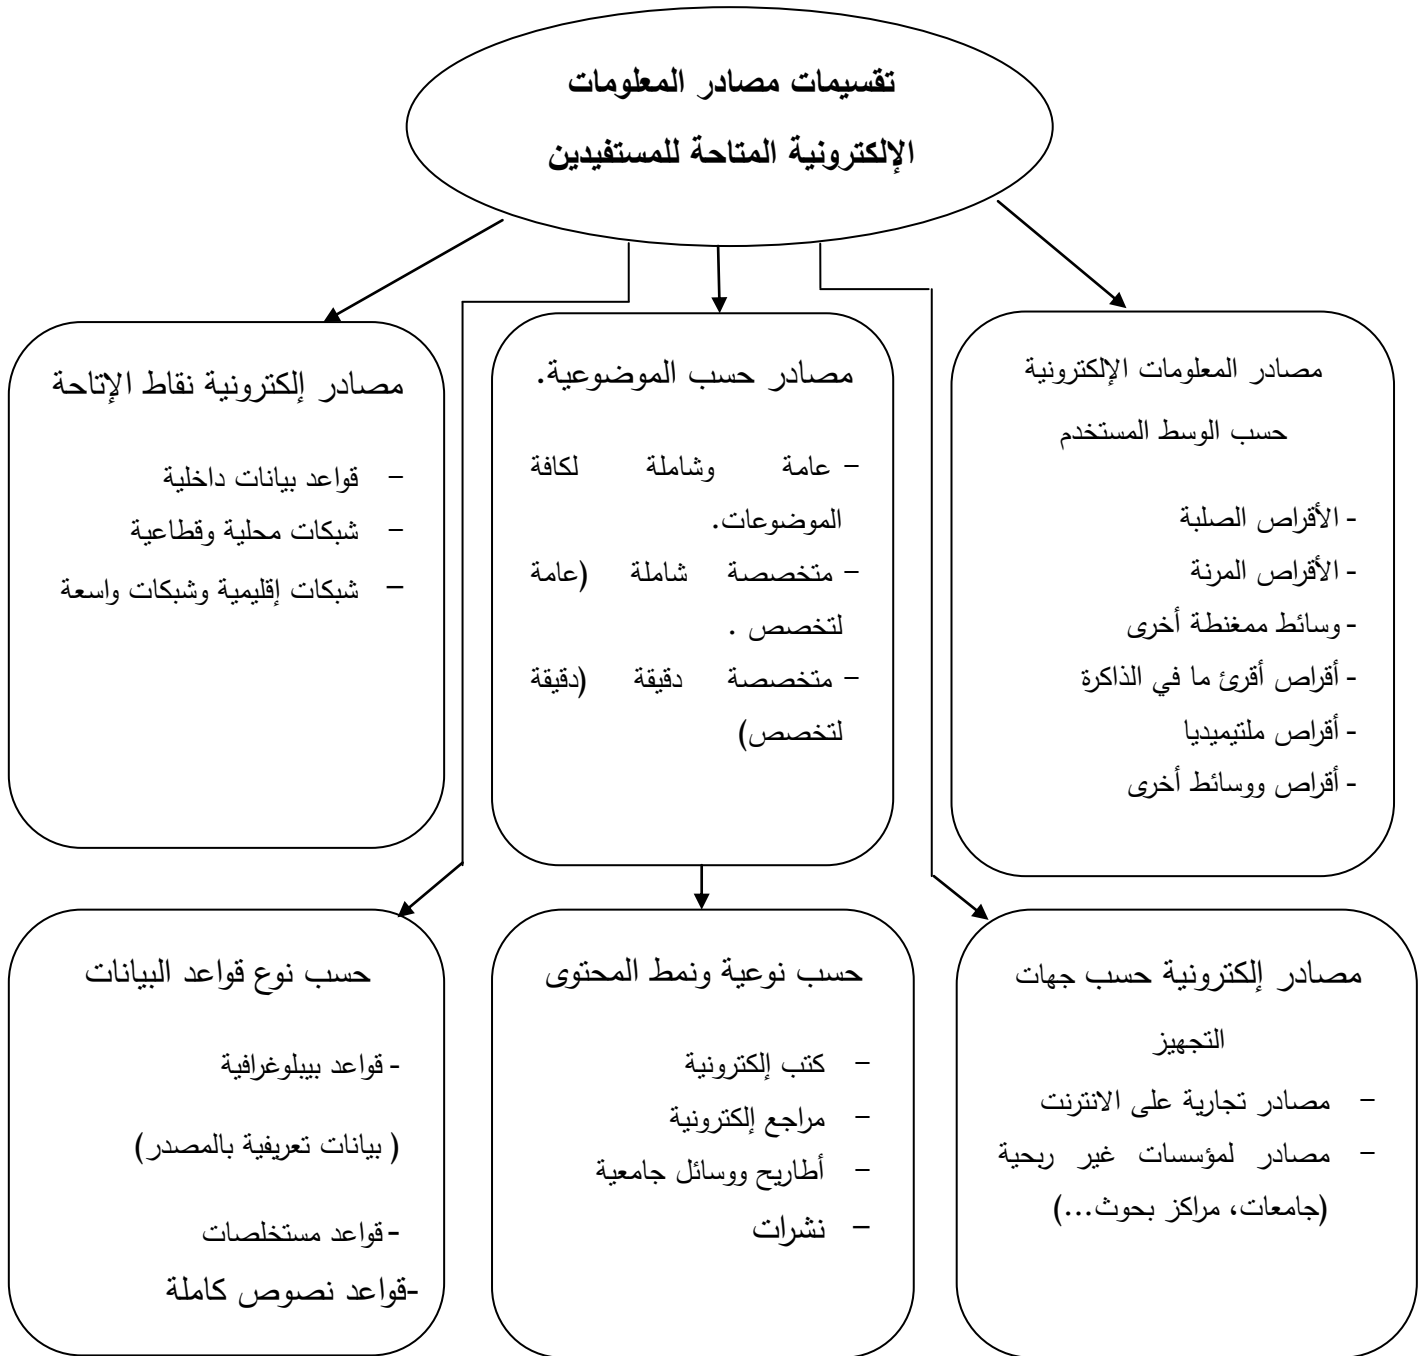 تقسيمات مصادر المعلومات
الإلكترونية المتاحة للمستفيدين
مصادر المعلومات الإلكترونية
حسب الوسط المستخدم
- الأقراص الصلبة
- الأقراص المرنة
- وسائط ممغنطة أخرى
- أقراص أقرئ ما في الذاكرة
- أقراص ملتيميديا
- أقراص ووسائط أخرى
مصادر حسب الموضوعية.
- عامة وشاملة لكافة
الموضوعات.
- متخصصة شاملة (عامة
لتخصص .
- متخصصة دقيقة (دقيقة
لتخصص)
مصادر إلكترونية نقاط الإتاحة
- قواعد بيانات داخلية
- شبكات محلية وقطاعية
- شبكات إقليمية وشبكات واسعة
مصادر إلكترونية حسب جهات
التجهيز
- مصادر تجارية على الانترنت
- مصادر لمؤسسات غير ربحية
(جامعات، مراكز بحوث...)
حسب نوعية ونمط المحتوى
- كتب إلكترونية
- مراجع إلكترونية
- أطاريح ووسائل جامعية
- نشرات
حسب نوع قواعد البيانات
- قواعد بيبلوغرافية
( بيانات تعريفية بالمصدر)
- قواعد مستخلصات
-قواعد نصوص كاملة